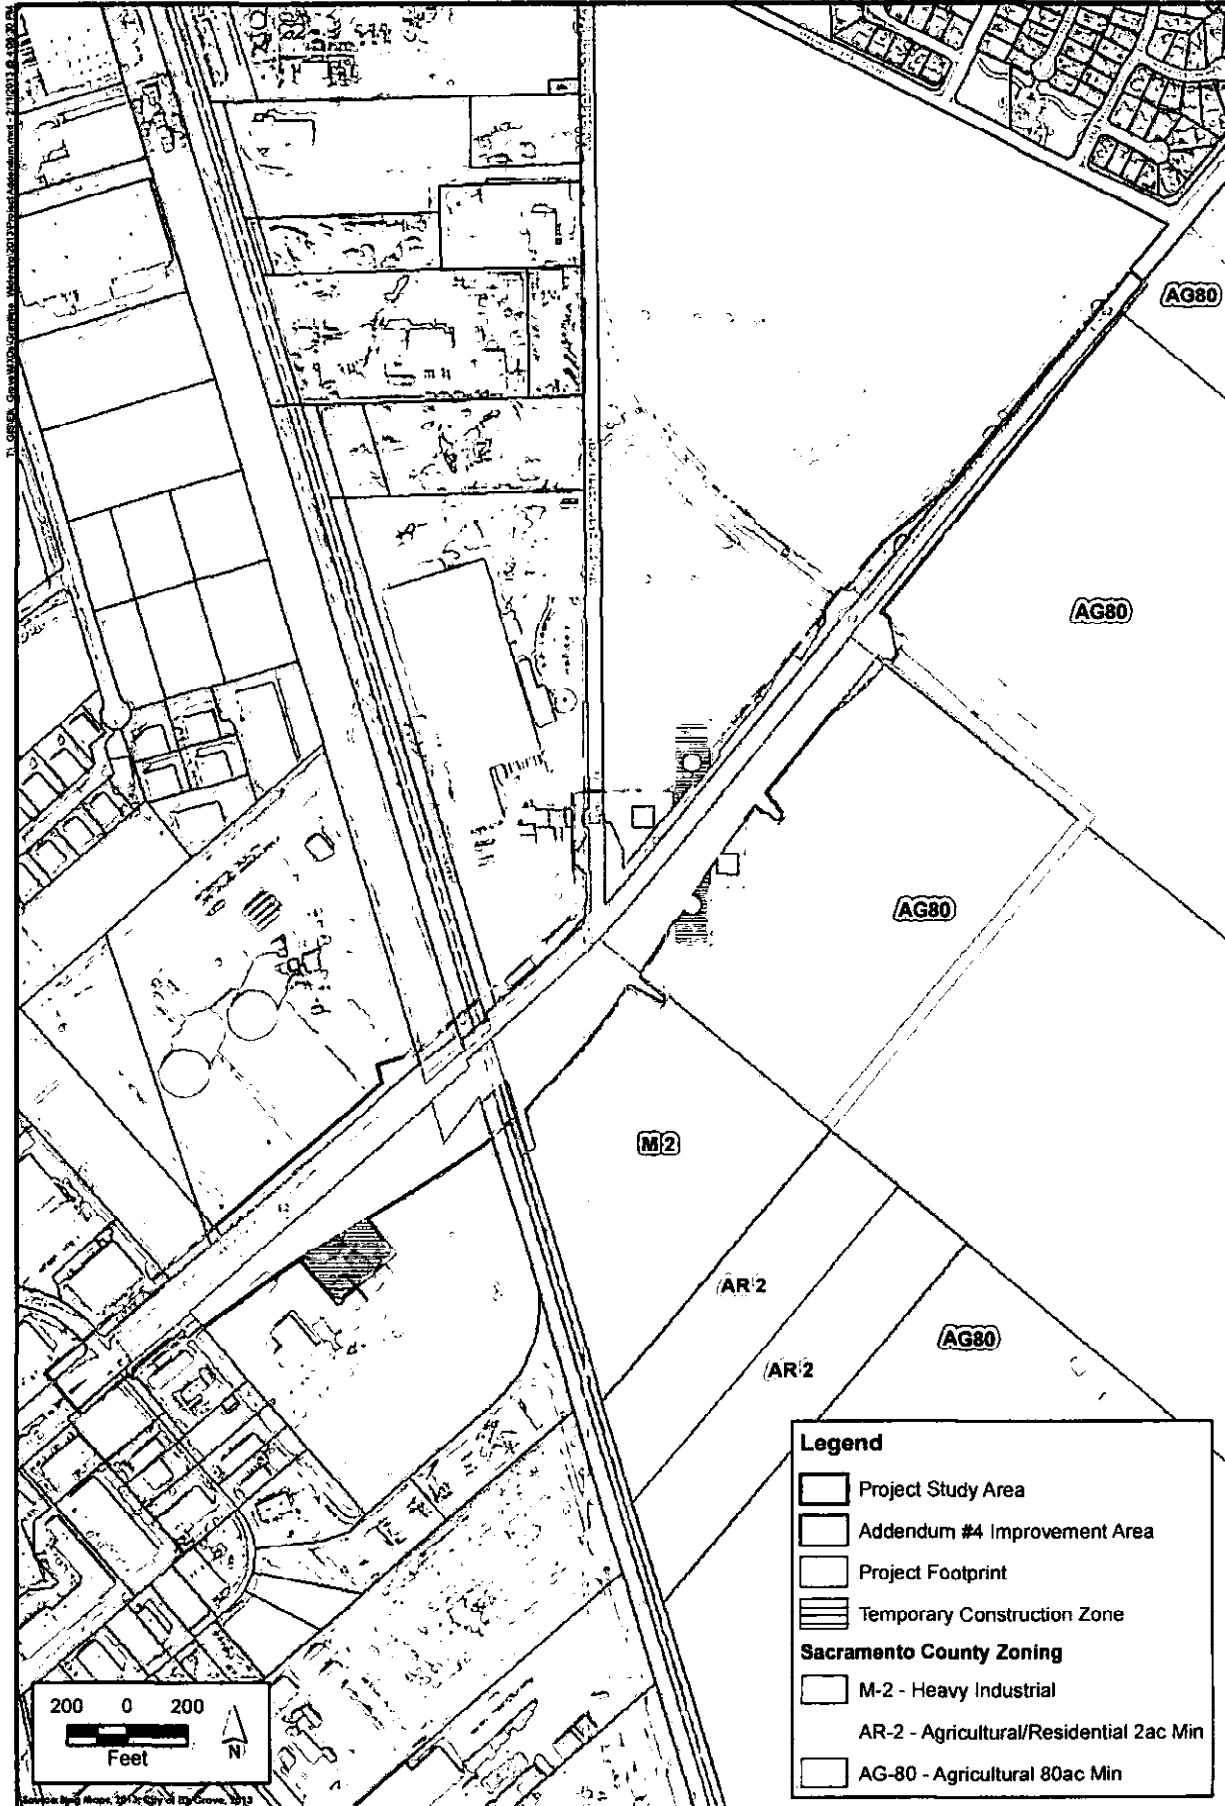 AG80
AG80
AG80
M 2
AR 2
AG80
AR 2
Legend
Project Study Area
Addendum #4 Improvement Area
Project Footprint
Temporary Construction Zone
Sacramento County Zoning
M-2 - Heavy Industrial
AR-2 - Agricultural/Residential 2ac Min
AG-80 - Agricultural 80ac Min
200 0 200
Feet
N